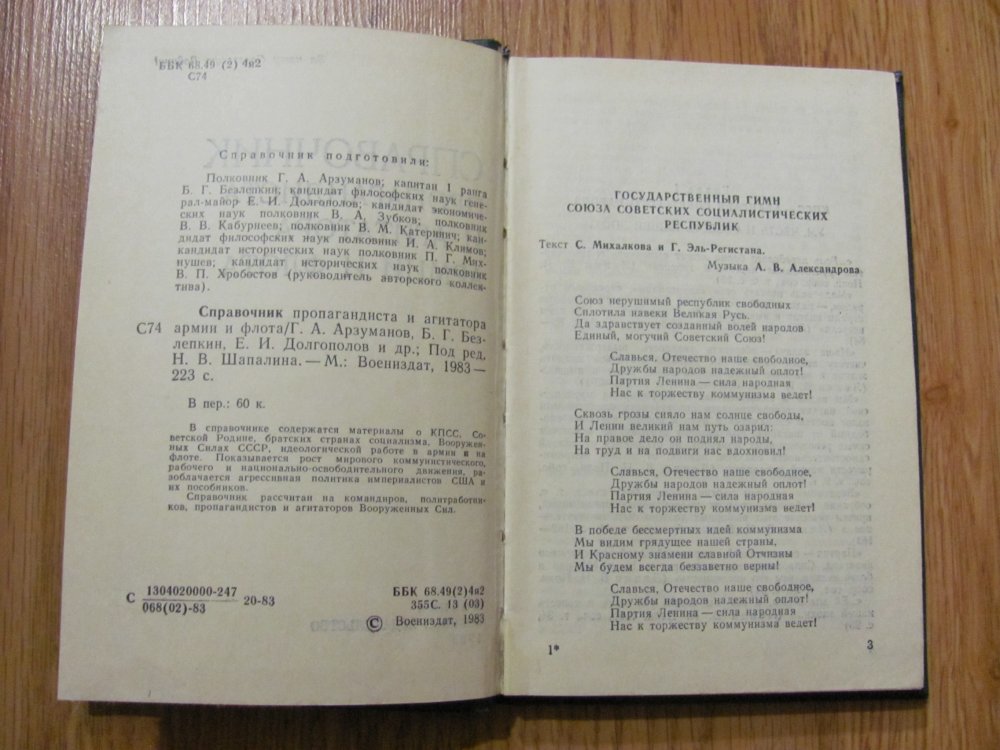 ББК 68.49 (2) 4я2
С74
Справочник подготовили:
Полковник Г. А. Арзуманов; капитан 1 ранга
Б. Г. Безлепкин; кандидат философских наук гене-
рал-майор Е. И. Долгополов; кандидат экономиче-
ских наук полковник В. А. Зубков; полковник
В. В. Кабурнеев; полковник В. М. Катеринич; кан-
дидат философских наук полковник И. А. Климов;
кандидат исторических наук полковник П. Г. Мих-
нушев; кандидат исторических наук полковник
В. П. Хробостов (руководитель авторского коллек-
тива).
Справочник пропагандиста и агитатора
С74 армии и флота/Г. А. Арзуманов, Б. Г. Без-
лепкин, Е. И. Долгополов и др.; Под ред.
Н. В. Шапалина. — М.: Воениздат, 1983 —
223 с.
В пер.: 60 к.
В справочнике содержатся материалы о КПСС, Со-
ветской Родине, братских странах социализма, Вооружен-
ных Силах СССР, идеологической работе в армии и на
флоте. Показывается рост мирового коммунистического,
рабочего и национально-освободительного движения, ра-
зоблачается агрессивная политика империалистов США и
их пособников.
Справочник рассчитан на командиров, политработни-
ков, пропагандистов и агитаторов Вооруженных Сил.
С 1304020000-247
068(02)-83 20-83
ББК 68.49(2)4я2
355С. 13 (03)
© Воениздат, 1983
ГОСУДАРСТВЕННЫЙ ГИМН
СОЮЗА СОВЕТСКИХ СОЦИАЛИСТИЧЕСКИХ
РЕСПУБЛИК
Текст С. Михалкова и Г. Эль-Регистана.
Музыка А. В. Александрова
Союз нерушимый республик свободных
Сплотила навеки Великая Русь.
Да здравствует созданный волей народов
Единый, могучий Советский Союз!
Славься, Отечество наше свободное,
Дружбы народов надежный оплот!
Партия Ленина — сила народная
Нас к торжеству коммунизма ведет!
Сквозь грозы сияло нам солнце свободы,
И Ленин великий нам путь озарил:
На правое дело он поднял народы,
На труд и на подвиги нас вдохновил!
Славься, Отечество наше свободное,
Дружбы народов надежный оплот!
Партия Ленина — сила народная
Нас к торжеству коммунизма ведет!
В победе бессмертных идей коммунизма
Мы видим грядущее нашей страны,
И Красному знамени славной Отчизны
Мы будем всегда беззаветно верны!
Славься, Отечество наше свободное,
Дружбы народов надежный оплот!
Партия Ленина — сила народная
Нас к торжеству коммунизма ведет!
1*
3